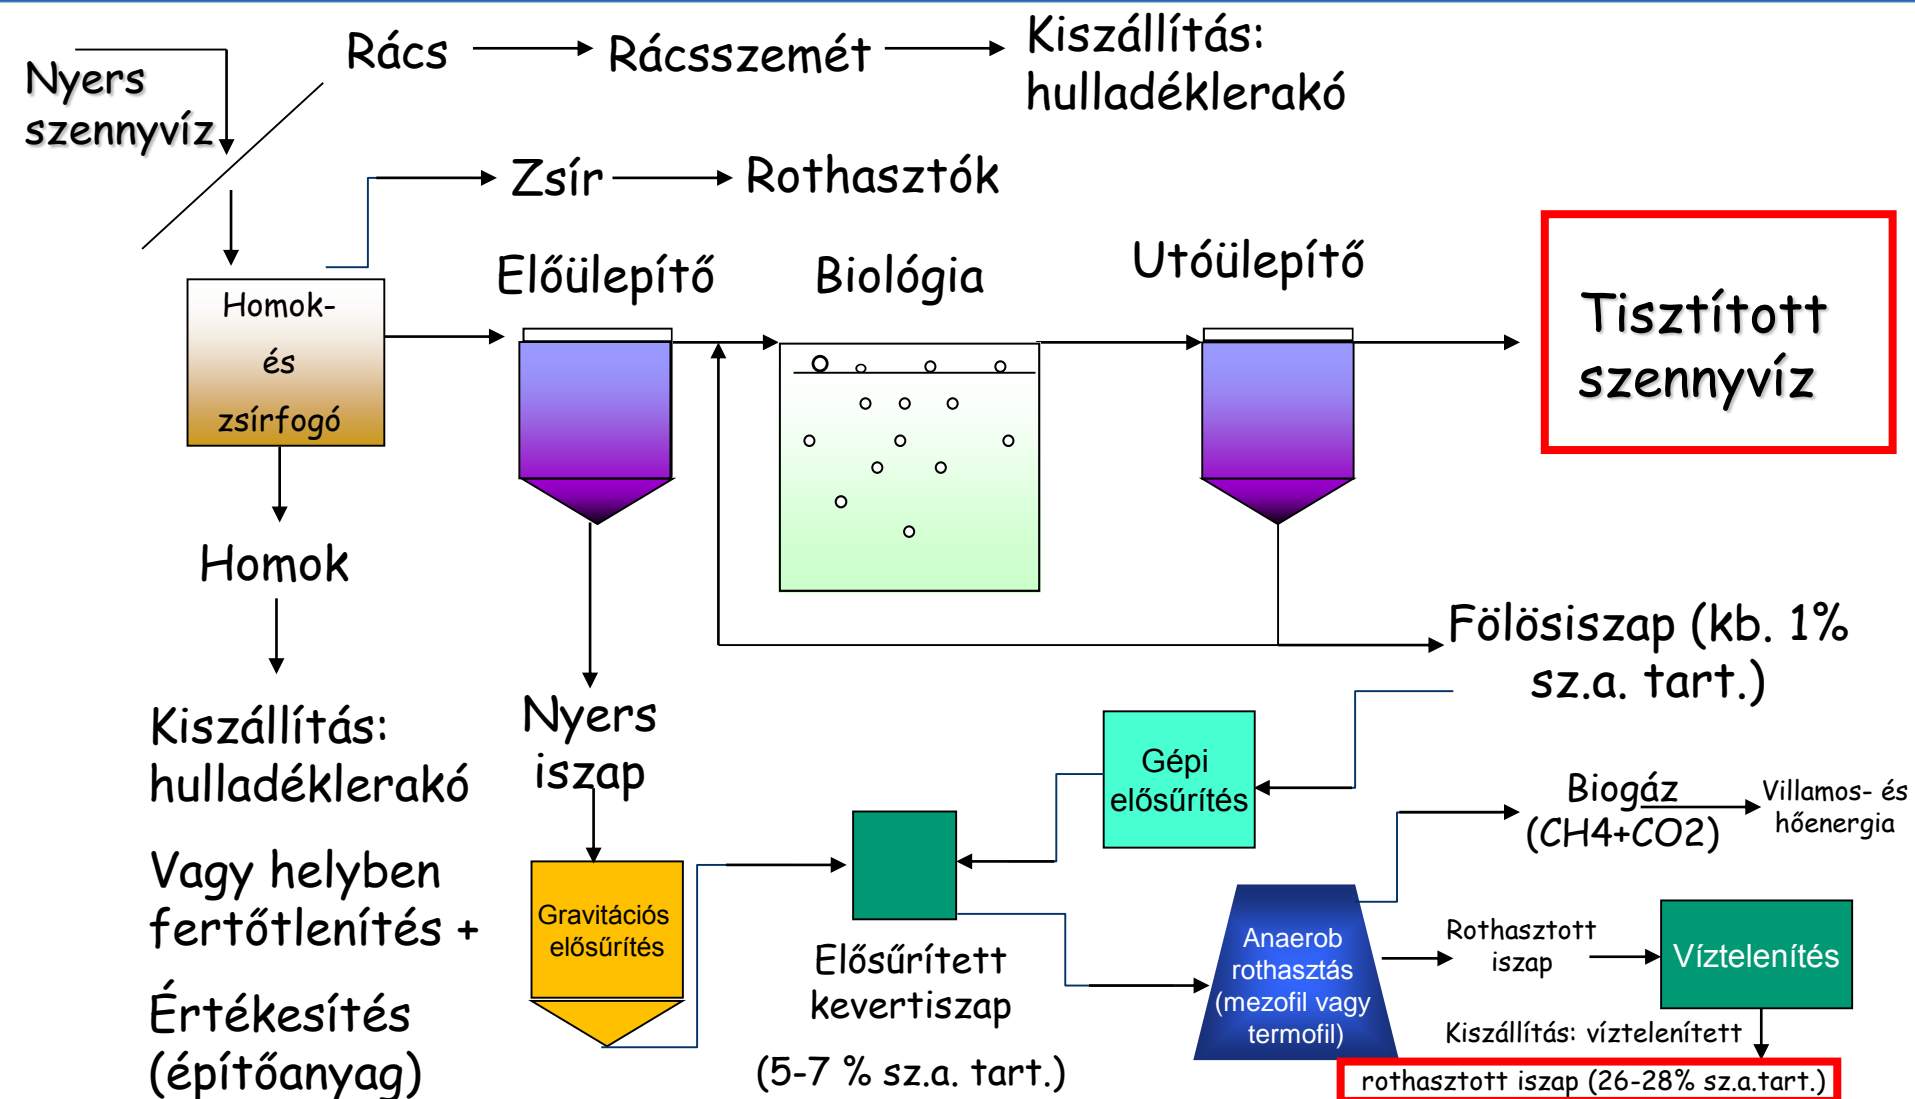 Nyers
szennyvíz
Rács
Rácsszemét
Kiszállítás:
hulladéklerakó
Zsír
Rothasztók
Homok-
és
zsírfogó
Előülepítő
Biológia
Utóülepítő
Tisztított
szennyvíz
Homok
Kiszállítás:
hulladéklerakó
Vagy helyben
fertőtlenítés +
Értékesítés
(építőanyag)
Nyers
iszap
Gravitációs
elősűrítés
Fölösiszap (kb. 1%
sz.a. tart.)
Gépi
elősűrítés
Elősűrített
kevertiszap
(5-7 % sz.a. tart.)
Anaerob
rothasztás
(mezofil vagy
termofil)
Biogáz
(CH4+CO2)
Villamos- és
hőenergia
Rothasztott
iszap
Víztelenítés
Kiszállítás: víztelenített
rothasztott iszap (26-28% sz.a.tart.)